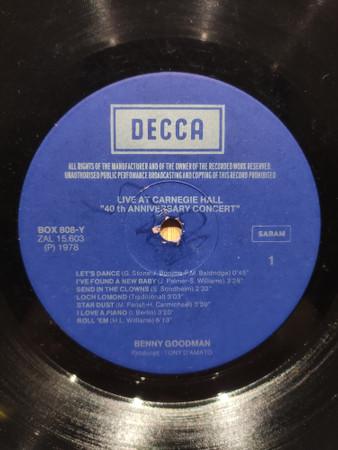 DECCA
ALL RIGHTS OF THE MANUFACTURER AND OF THE OWNER OF THE RECORDED WORK RESERVED
UNAUTHORISED PUBLIC PERFOMANCE BROADCASTING AND COPYING OF THIS RECORD PROHIBITED
LIVE AT CARNEGIE HALL
"40 th ANNIVERSARY CONCERT"
BOX 808-Y
ZAL 15.603
(P) 1978
SABAM
1
LET'S DANCE (G. Stone J. Bonime M. Baldridge) 0'45"
I'VE FOUND A NEW BABY (J. Palmer-S. Williams) 3'28"
SEND IN THE CLOWNS (S. Sondheim) 2'33"
LOCH LOMOND (Traditional) 3'03"
STAR DUST (M. Parish-H. Carmichael) 3'29"
I LOVE A PIANO (I. Berlin) 3'20"
ROLL 'EM (M.L. Williams) 6'13"
BENNY GOODMAN
Producer : TONY D'AMATO